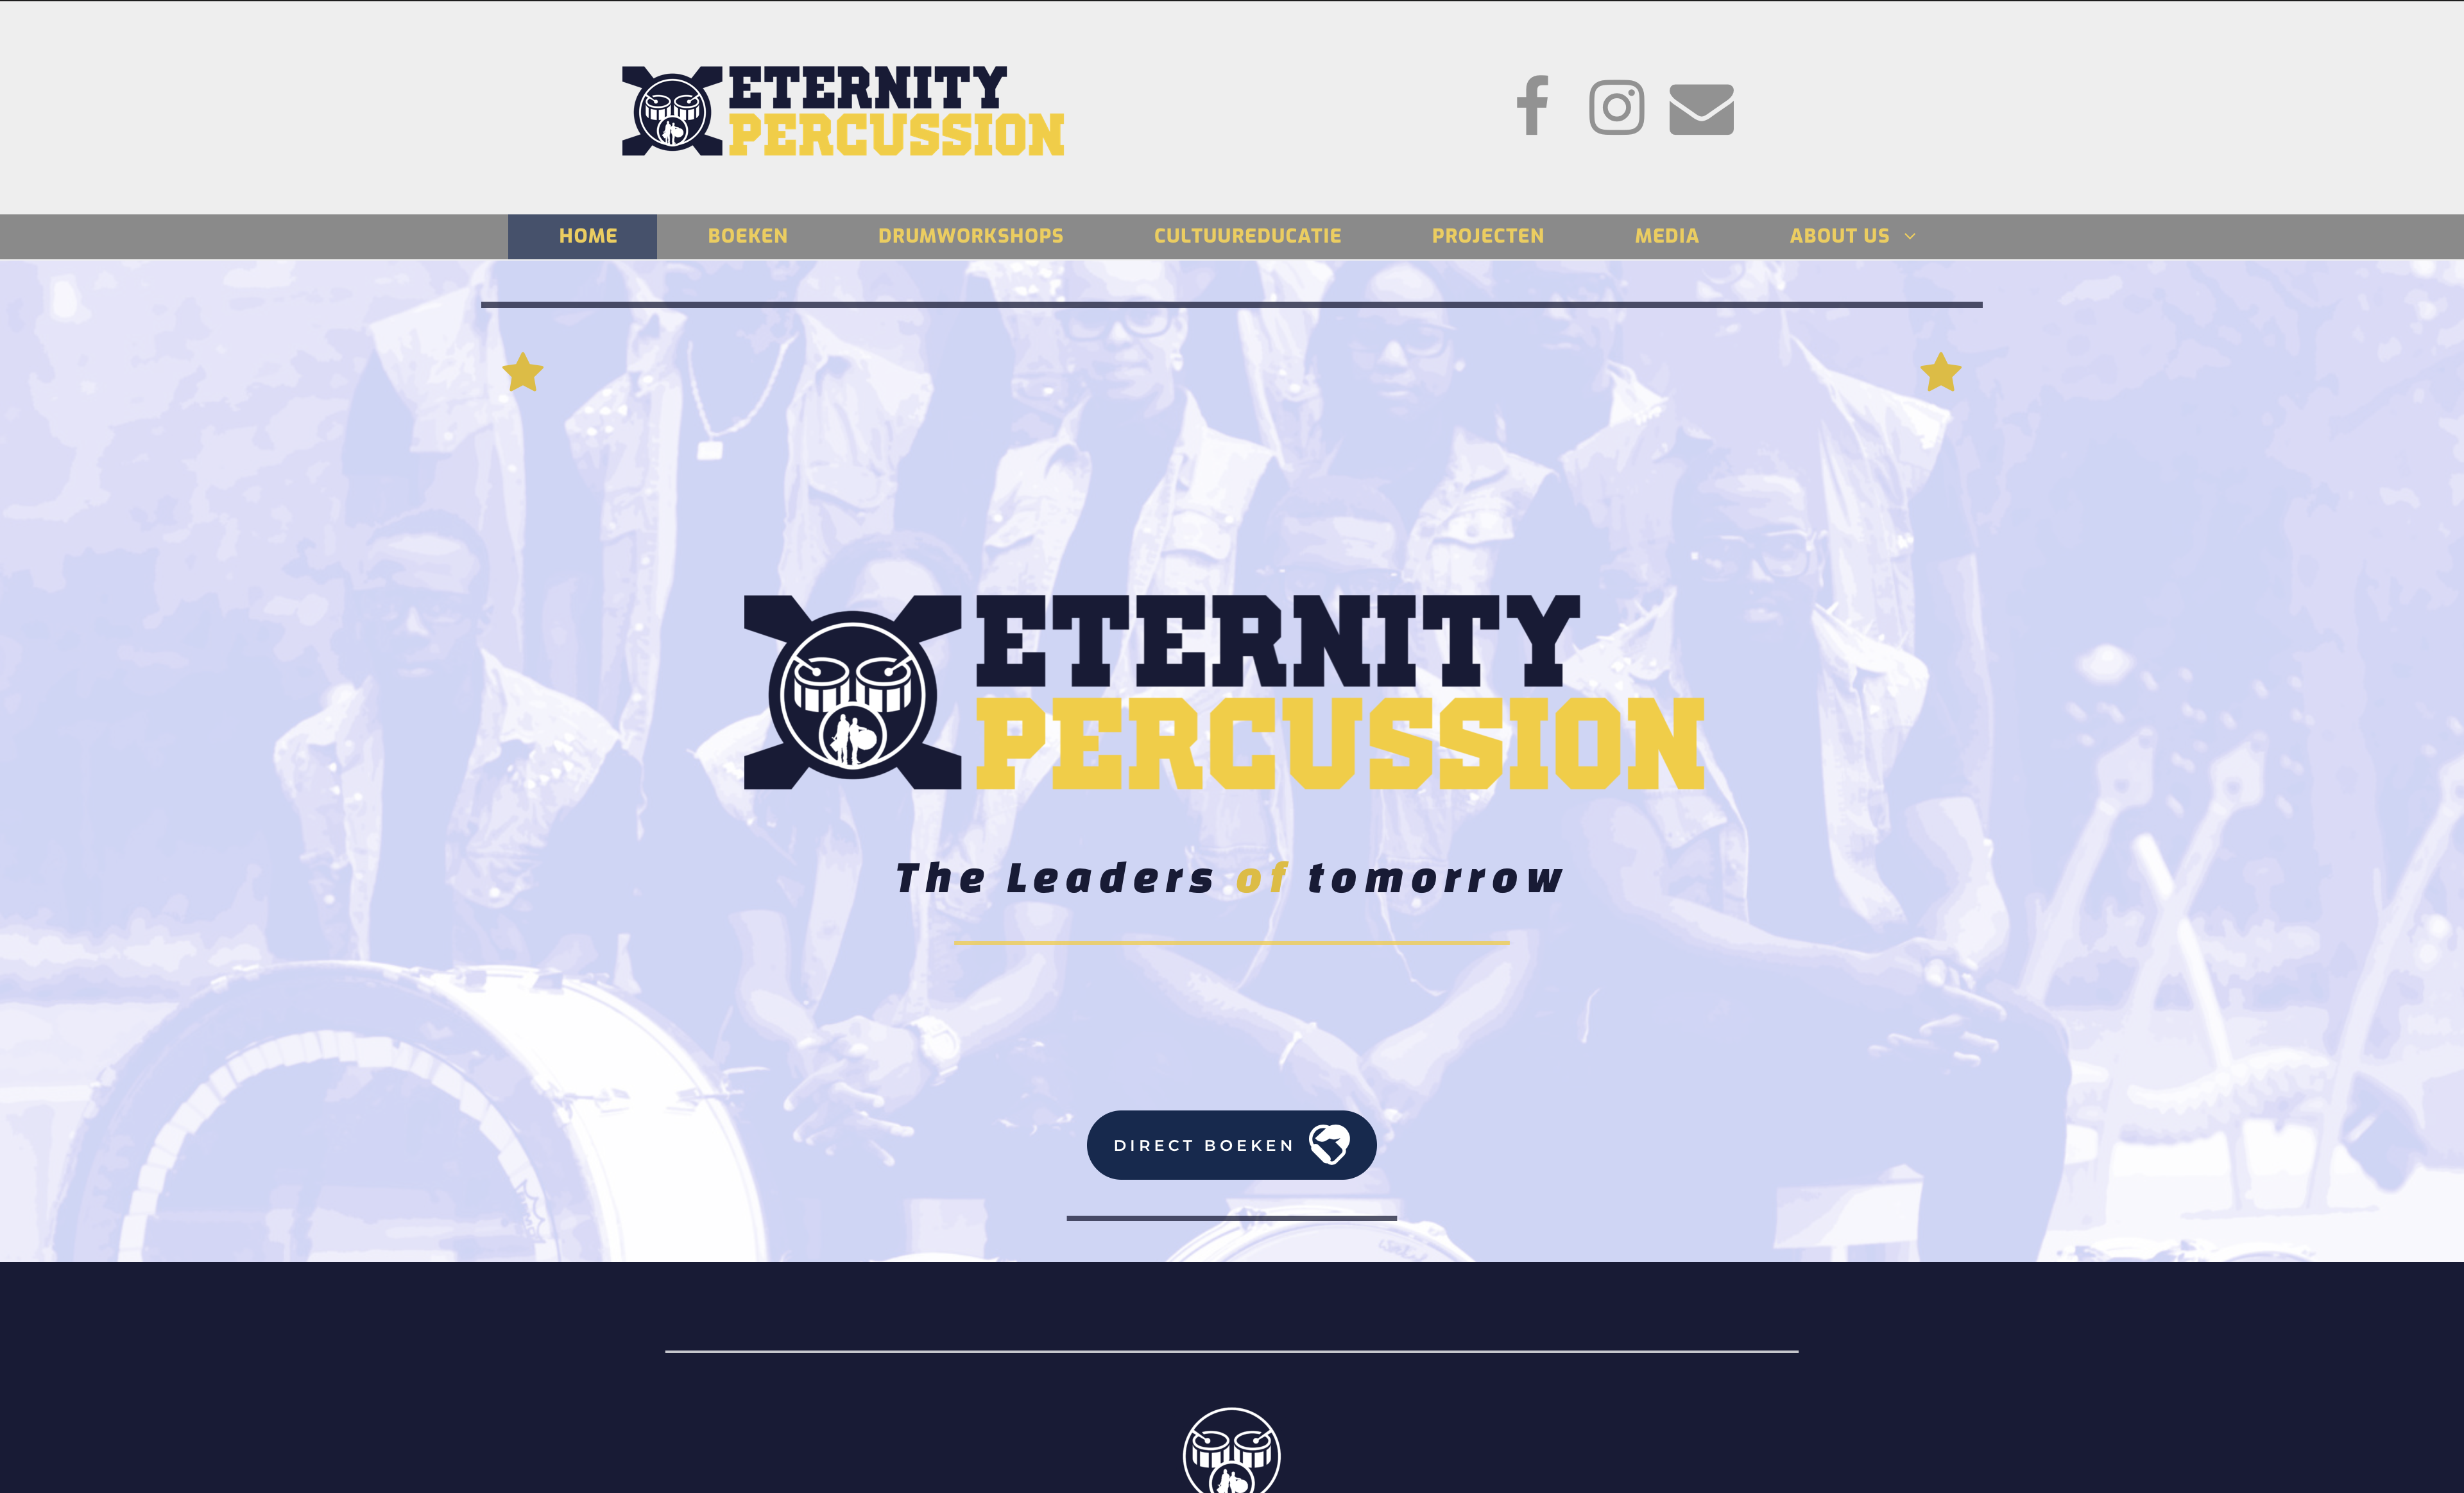 ETERNITY
PERCUSSION
HOME BOEKEN DRUMWORKSHOPS CULTUUREDUCATIE PROJECTEN MEDIA ABOUT US
ETERNITY
PERCUSSION
The Leaders of tomorrow
DIRECT BOEKEN